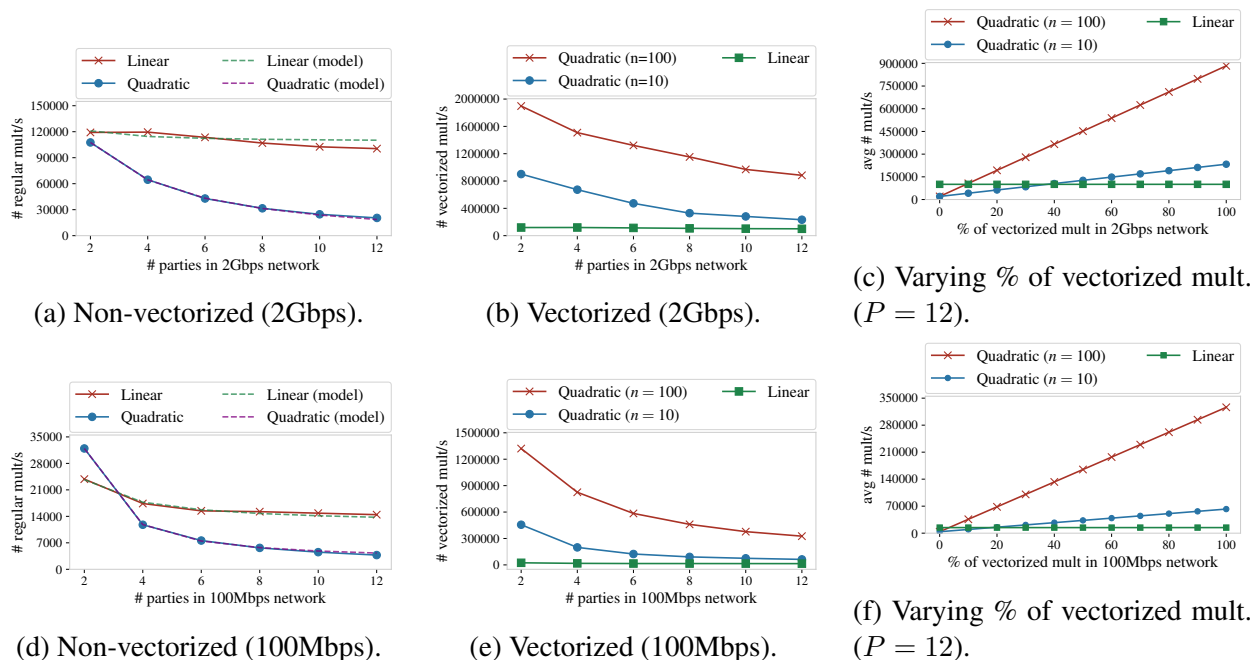 Linear
Linear (model)
Quadratic
Quadratic (model)
# regular mult/s
150000
120000
90000
60000
30000
0
2 4 6 8 10 12
# parties in 2Gbps network
(a) Non-vectorized (2Gbps).
Quadratic (n=100)
Linear
Quadratic (n=10)
# vectorized mult/s
2000000
1600000
1200000
800000
400000
0
2 4 6 8 10 12
# parties in 2Gbps network
(b) Vectorized (2Gbps).
Quadratic (n = 100)
Linear
Quadratic (n = 10)
avg # mult/s
900000
750000
600000
450000
300000
150000
0
0 20 40 60 80 100
% of vectorized mult in 2Gbps network
(c) Varying % of vectorized mult.
(P = 12).
Linear
Linear (model)
Quadratic
Quadratic (model)
# regular mult/s
35000
28000
21000
14000
7000
0
2 4 6 8 10 12
# parties in 100Mbps network
(d) Non-vectorized (100Mbps).
Quadratic (n = 100)
Linear
Quadratic (n = 10)
# vectorized mult/s
1500000
1200000
900000
600000
300000
0
2 4 6 8 10 12
# parties in 100Mbps network
(e) Vectorized (100Mbps).
Quadratic (n = 100)
Linear
Quadratic (n = 10)
avg # mult/s
350000
280000
210000
140000
70000
0
0 20 40 60 80 100
% of vectorized mult in 100Mbps network
(f) Varying % of vectorized mult.
(P = 12).